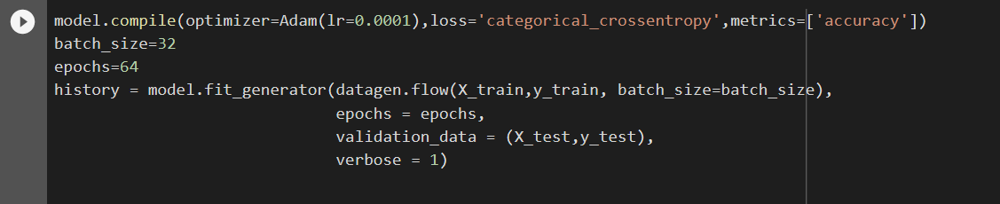 model.compile(optimizer=Adam(lr=0.0001),loss='categorical_crossentropy',metrics=['accuracy'])
batch_size=32
epochs=64
history = model.fit_generator(datagen.flow(X_train,y_train, batch_size=batch_size),
                              epochs = epochs,
                              validation_data = (X_test,y_test),
                              verbose = 1)